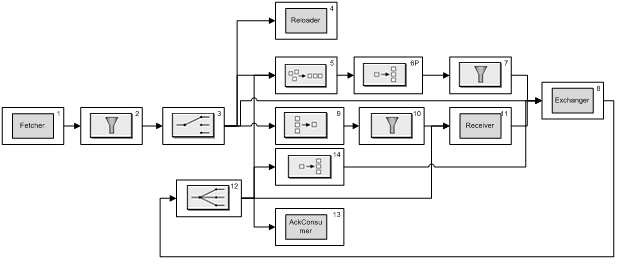 4
Reloader
5
6P
7
8
Exchanger
1
Fetcher
2
3
9
10
11
Receiver
14
12
13
AckConsu
mer